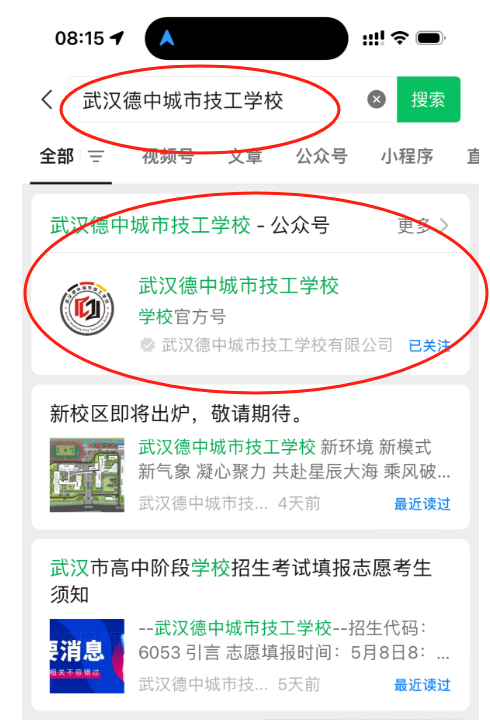 08:15
武汉德中城市技工学校
搜索
全部 视频号 文章 公众号 小程序 直
武汉德中城市技工学校 - 公众号 更多
武汉德中城市技工学校
学校官方号
武汉德中城市技工学校有限公司 已关注
新校区即将出炉，敬请期待。
武汉德中城市技工学校 新环境 新模式
新气象 凝心聚力 共赴星辰大海 乘风破...
武汉德中城市技... 4天前 最近读过
武汉市高中阶段学校招生考试填报志愿考生
须知
--武汉德中城市技工学校--招生代码：
6053 引言 志愿填报时间：5月8日8：...
要消息
相关不容错过
武汉德中城市技... 5天前 最近读过